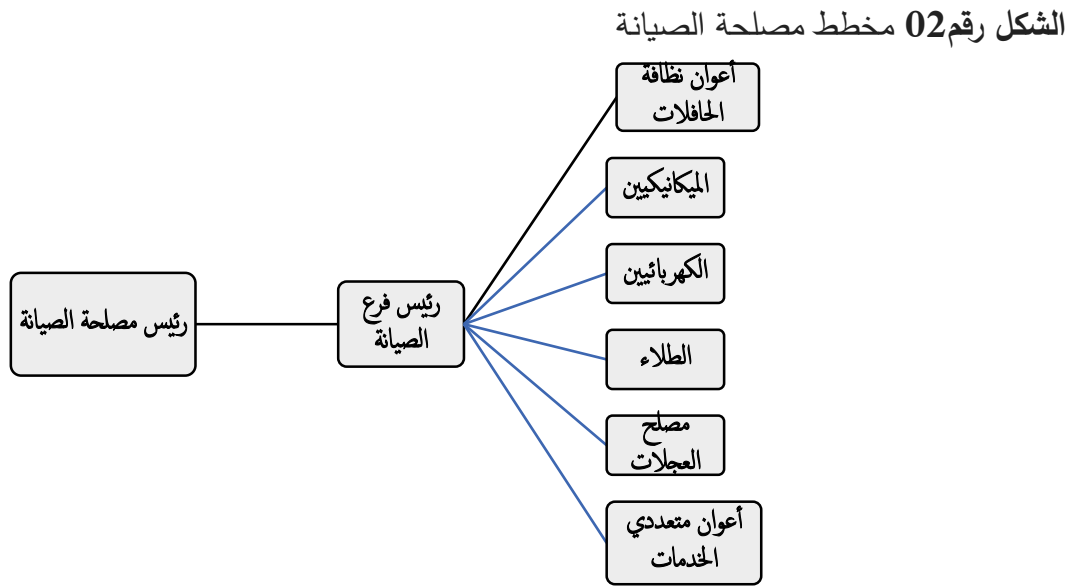 الشكل رقم02 مخطط مصلحة الصيانة
أعوان نظافة
الحافلات
الميكانيكيين
الكهربائيين
رئيس مصلحة الصيانة
رئيس فرع
الصيانة
الطلاء
مصلح
العجلات
أعوان متعددي
الخدمات